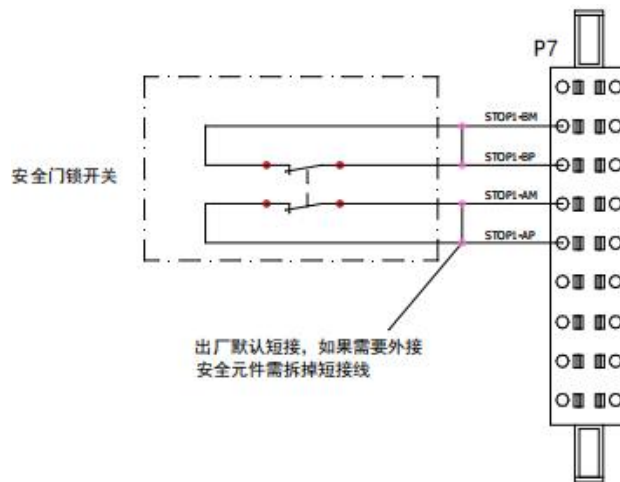 P7
STOP1-BM
STOP1-BP
安全门锁开关
STOP1-AM
STOP1-AP
出厂默认短接，如果需要外接
安全元件需拆掉短接线